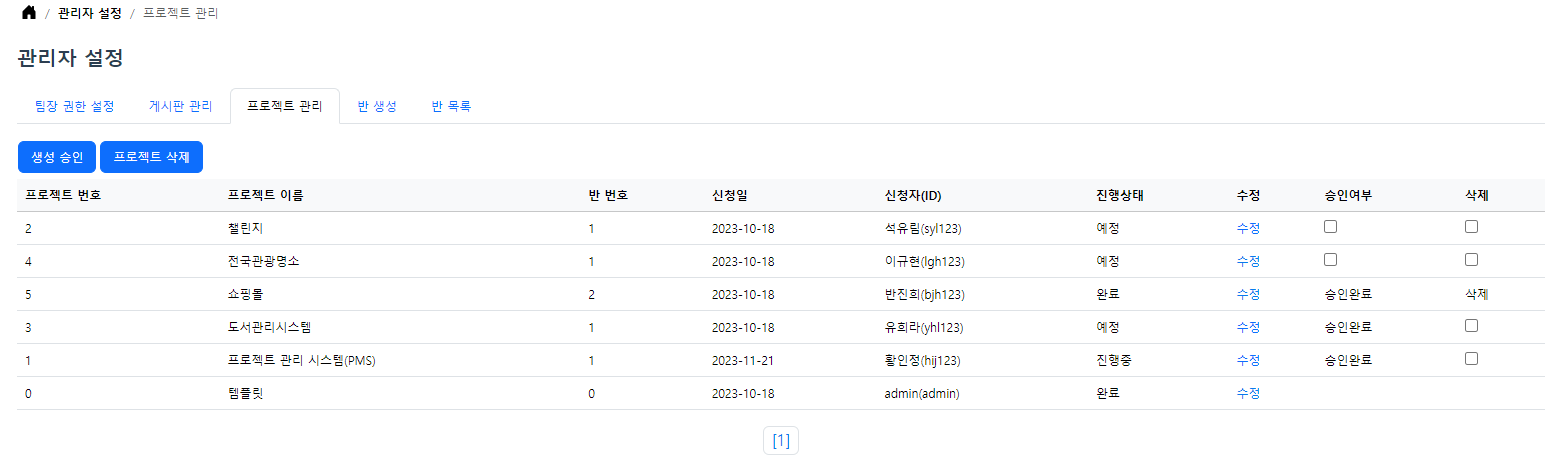 / 관리자 설정 / 프로젝트 관리
관리자 설정
팀장 권한 설정 게시판 관리 프로젝트 관리 반 생성 반 목록
생성 승인 프로젝트 삭제
프로젝트 번호 프로젝트 이름 반 번호 신청일 신청자(ID) 진행상태 수정 승인여부 삭제
2 챌린지 1 2023-10-18 석유림(syl123) 예정 수정
4 전국관광명소 1 2023-10-18 이규현(lgh123) 예정 수정
5 쇼핑몰 2 2023-10-18 반진희(bjh123) 완료 수정 승인완료 삭제
3 도서관리시스템 1 2023-10-18 유희라(yhl123) 예정 수정 승인완료
1 프로젝트 관리 시스템(PMS) 1 2023-11-21 황인정(hij123) 진행중 수정 승인완료
0 템플릿 0 2023-10-18 admin(admin) 완료 수정
[1]